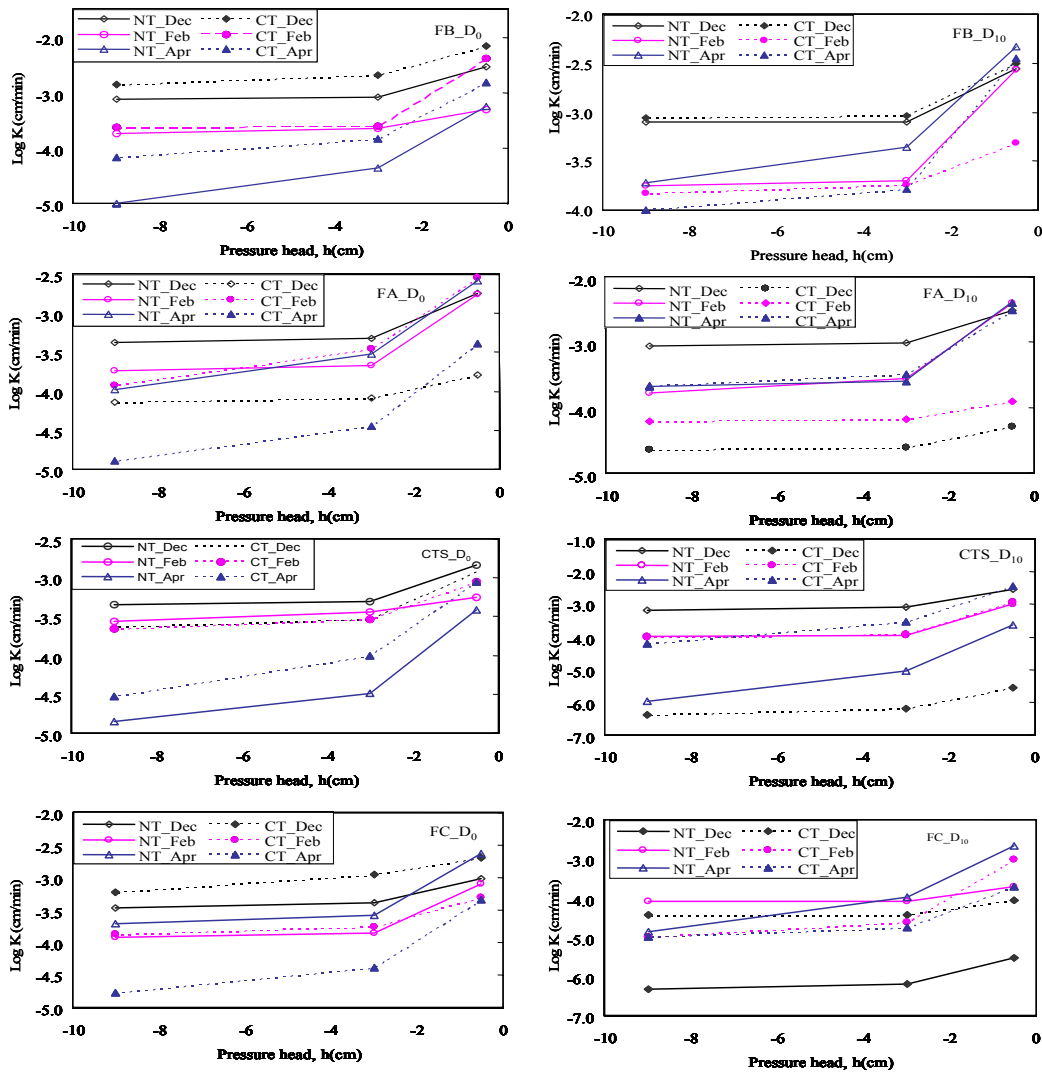 NT_Dec CT_Dec
NT_Feb CT_Feb
NT_Apr CT_Apr
FB_D0
-2.0
-3.0
-4.0
-5.0
Log K (cm/min)
-10 -8 -6 -4 -2 0
Pressure head, h(cm)
NT_Dec CT_Dec
NT_Feb CT_Feb
NT_Apr CT_Apr
FB_D10
-2.0
-2.5
-3.0
-3.5
-4.0
Log K (cm/min)
-10 -8 -6 -4 -2 0
Pressure head, h(cm)
NT_Dec CT_Dec
NT_Feb CT_Feb
NT_Apr CT_Apr
FA_D0
-2.5
-3.0
-3.5
-4.0
-4.5
-5.0
Log K (cm/min)
-10 -8 -6 -4 -2 0
Pressure head, h(cm)
NT_Dec CT_Dec
NT_Feb CT_Feb
NT_Apr CT_Apr
FA_D10
-2.0
-3.0
-4.0
-5.0
Log K (cm/min)
-10 -8 -6 -4 -2 0
Pressure head, h(cm)
NT_Dec CT_Dec
NT_Feb CT_Feb
NT_Apr CT_Apr
CTS_D0
-2.5
-3.0
-3.5
-4.0
-4.5
-5.0
Log K (cm/min)
-10 -8 -6 -4 -2 0
Pressure head, h(cm)
NT_Dec CT_Dec
NT_Feb CT_Feb
NT_Apr CT_Apr
CTS_D10
-1.0
-2.0
-3.0
-4.0
-5.0
-6.0
-7.0
Log K (cm/min)
-10 -8 -6 -4 -2 0
Pressure head, h(cm)
NT_Dec CT_Dec
NT_Feb CT_Feb
NT_Apr CT_Apr
FC_D0
-2.0
-2.5
-3.0
-3.5
-4.0
-4.5
-5.0
Log K (cm/min)
-10 -8 -6 -4 -2 0
Pressure head, h(cm)
NT_Dec CT_Dec
NT_Feb CT_Feb
NT_Apr CT_Apr
FC_D10
-2.0
-3.0
-4.0
-5.0
-6.0
-7.0
Log K (cm/min)
-10 -8 -6 -4 -2 0
Pressure head, h(cm)